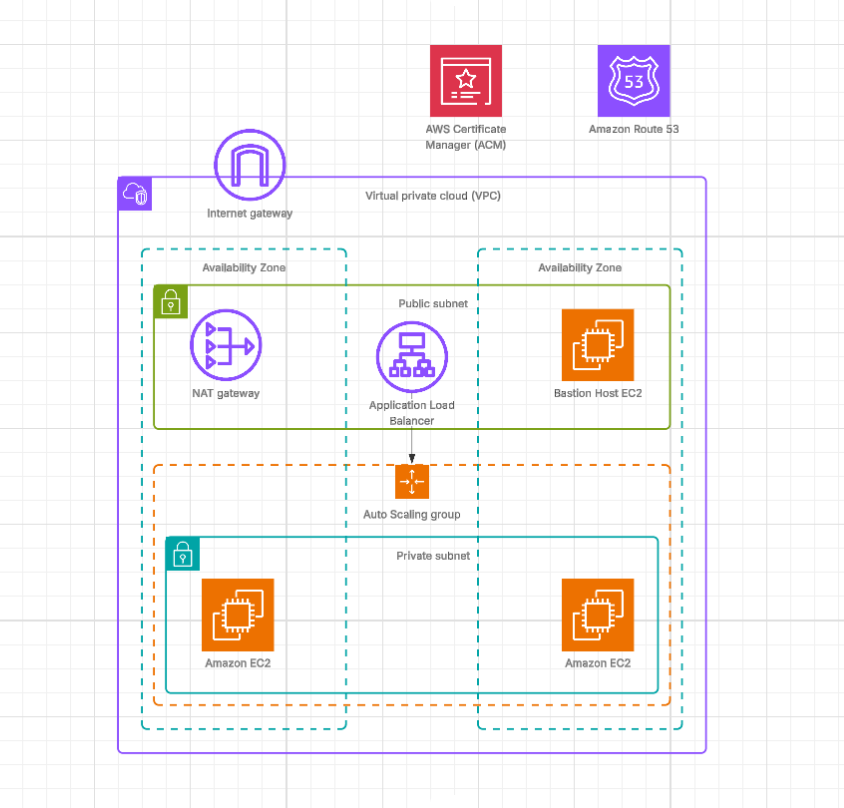 53
AWS Certificate
Manager (ACM)
Amazon Route 53
Virtual private cloud (VPC)
Internet gateway
Availability Zone
Availability Zone
Public subnet
NAT gateway
Application Load
Balancer
Bastion Host EC2
Auto Scaling group
Private subnet
Amazon EC2
Amazon EC2